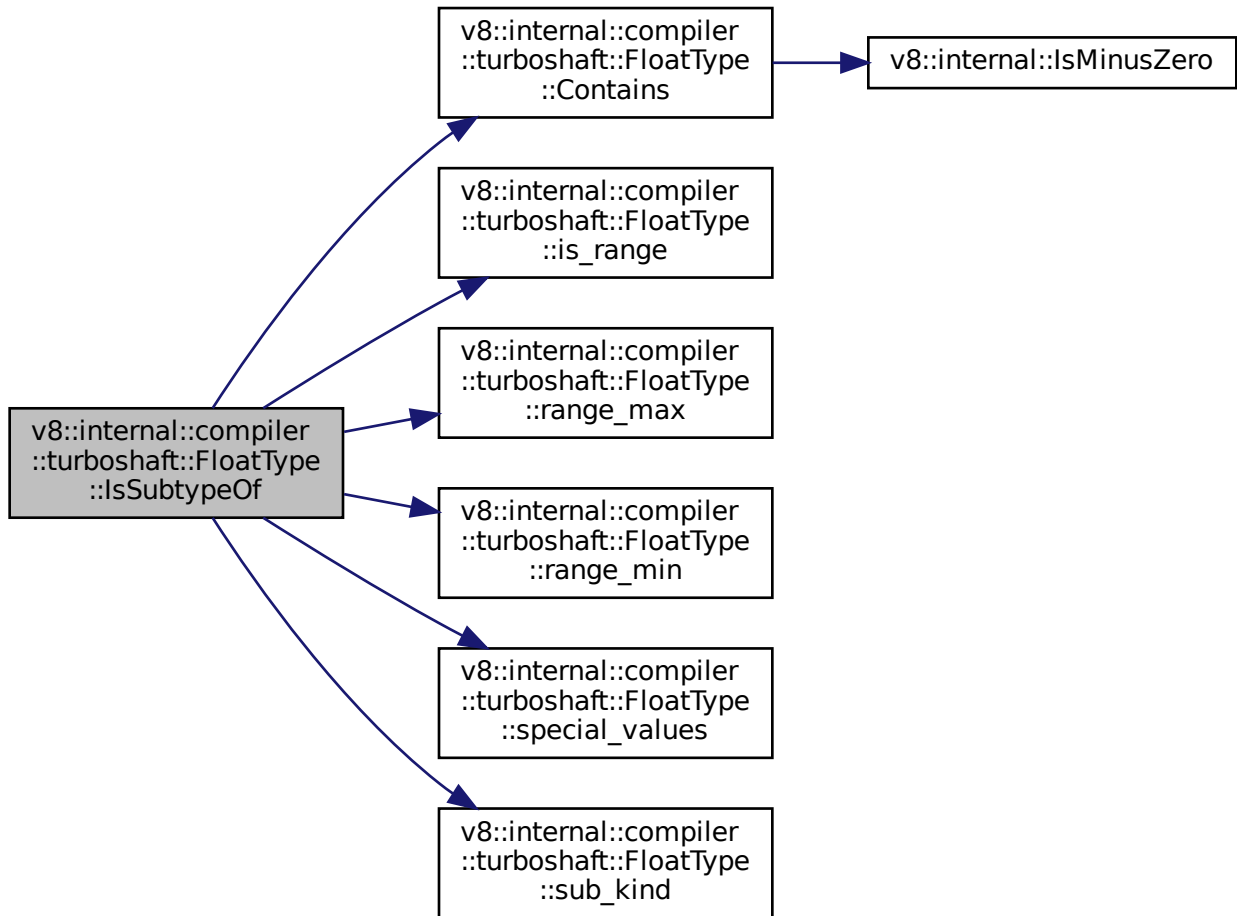 v8::internal::compiler
::turboshaft::FloatType
::IsSubtypeOf
v8::internal::compiler
::turboshaft::FloatType
::Contains
v8::internal::IsMinusZero
v8::internal::compiler
::turboshaft::FloatType
::is_range
v8::internal::compiler
::turboshaft::FloatType
::range_max
v8::internal::compiler
::turboshaft::FloatType
::range_min
v8::internal::compiler
::turboshaft::FloatType
::special_values
v8::internal::compiler
::turboshaft::FloatType
::sub_kind